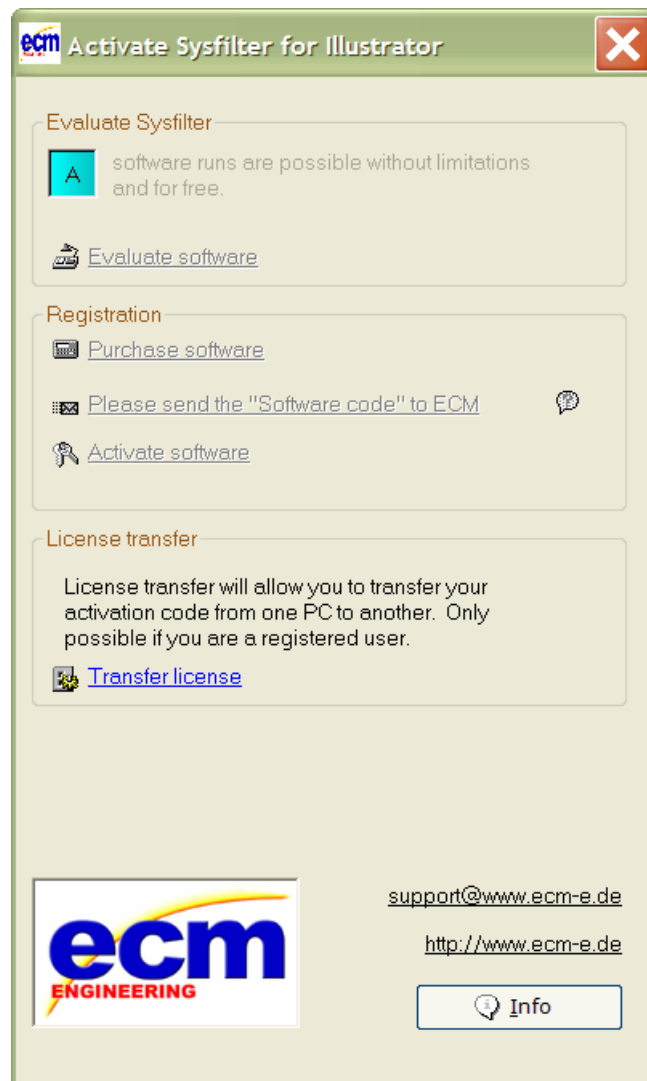 ecm Activate Sysfilter for Illustrator
Evaluate Sysfilter
A
software runs are possible without limitations
and for free.
Evaluate software
Registration
Purchase software
Please send the "Software code" to ECM
Activate software
License transfer
License transfer will allow you to transfer your
activation code from one PC to another. Only
possible if you are a registered user.
Transfer license
ecm
ENGINEERING
support@www.ecm-e.de
http://www.ecm-e.de
Info